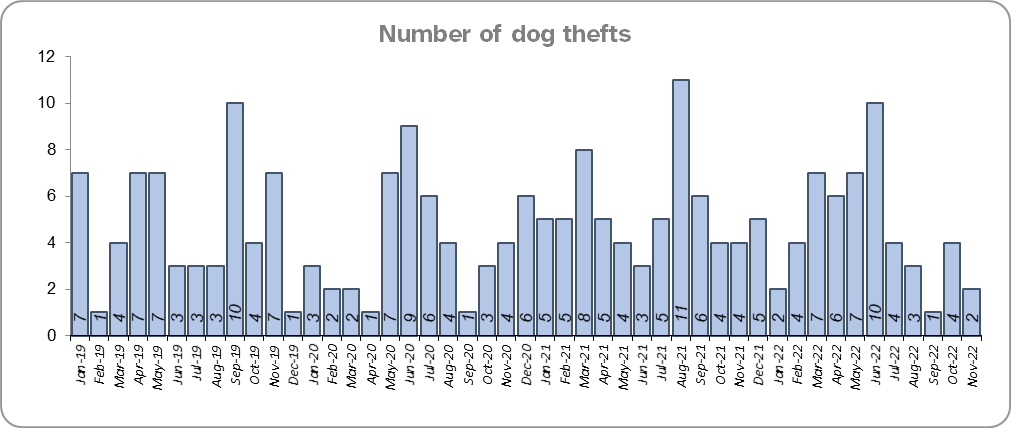 Number of dog thefts
12
10
8
6
4
2
0
7 1 4 7 7 3 3 3 10 4 7 1 3 2 2 1 7 9 6 4 1 3 4 6 5 5 8 5 4 3 5 11 6 4 4 5 2 4 7 6 7 10 4 3 1 4 2
Jan-19 Feb-19 Mar-19 Apr-19 May-19 Jun-19 Jul-19 Aug-19 Sep-19 Oct-19 Nov-19 Dec-19 Jan-20 Feb-20 Mar-20 Apr-20 May-20 Jun-20 Jul-20 Aug-20 Sep-20 Oct-20 Nov-20 Dec-20 Jan-21 Feb-21 Mar-21 Apr-21 May-21 Jun-21 Jul-21 Aug-21 Sep-21 Oct-21 Nov-21 Dec-21 Jan-22 Feb-22 Mar-22 Apr-22 May-22 Jun-22 Jul-22 Aug-22 Sep-22 Oct-22 Nov-22